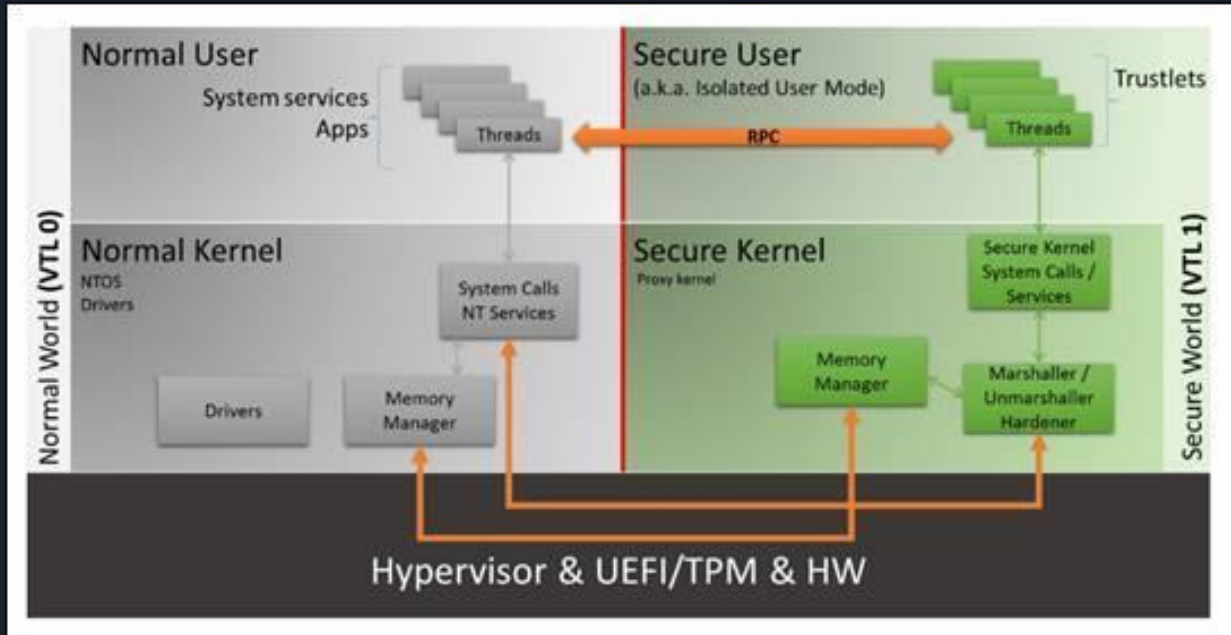 Normal User
System services
Apps
Threads
RPC
Secure User
(a.k.a. Isolated User Mode)
Threads
Trustlets
Normal World (VTL 0)
Normal Kernel
NTOS
Drivers
System Calls
NT Services
Drivers
Memory
Manager
Secure Kernel
Proxy kernel
Secure Kernel
System Calls /
Services
Memory
Manager
Marshaller /
Unmarshaller
Hardener
Secure World (VTL 1)
Hypervisor & UEFI/TPM & HW